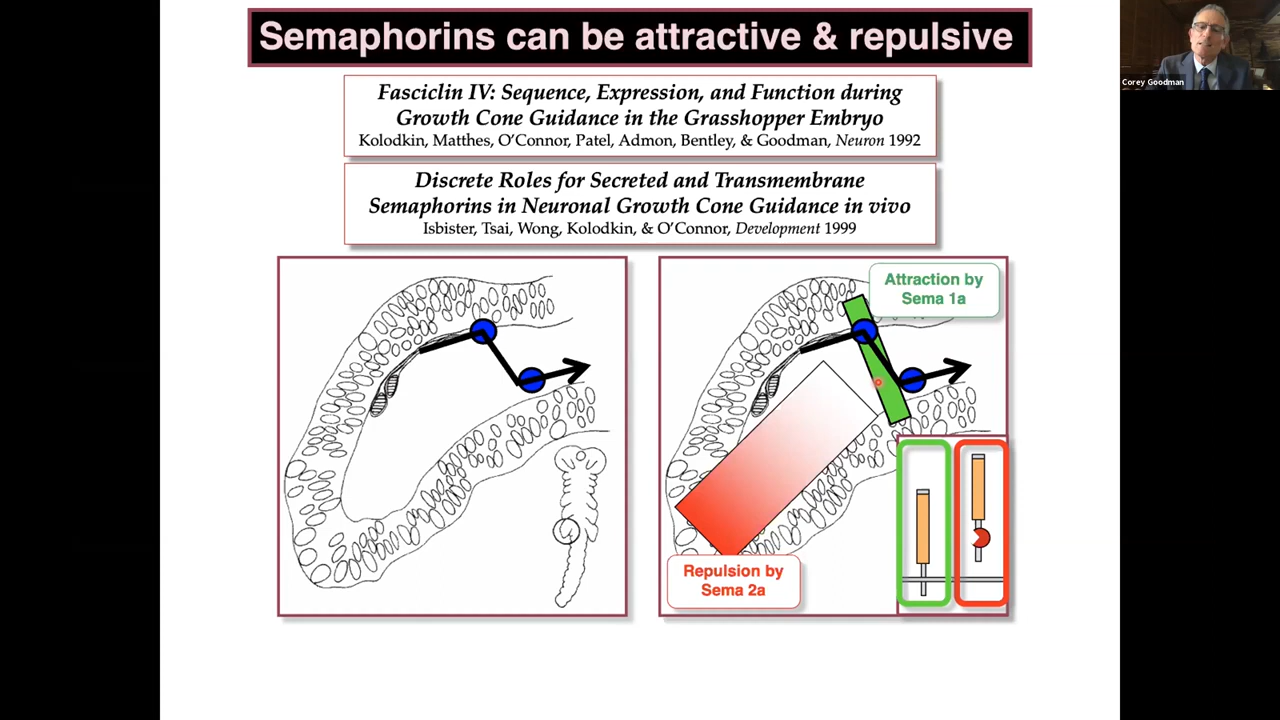 Semaphorins can be attractive & repulsive
Fasciclin IV: Sequence, Expression, and Function during
Growth Cone Guidance in the Grasshopper Embryo
Kolodkin, Matthes, O'Connor, Patel, Admon, Bentley, & Goodman, Neuron 1992
Discrete Roles for Secreted and Transmembrane
Semaphorins in Neuronal Growth Cone Guidance in vivo
Isbister, Tsai, Wong, Kolodkin, & O'Connor, Development 1999
Attraction by
Sema 1a
Repulsion by
Sema 2a
Corey Goodman